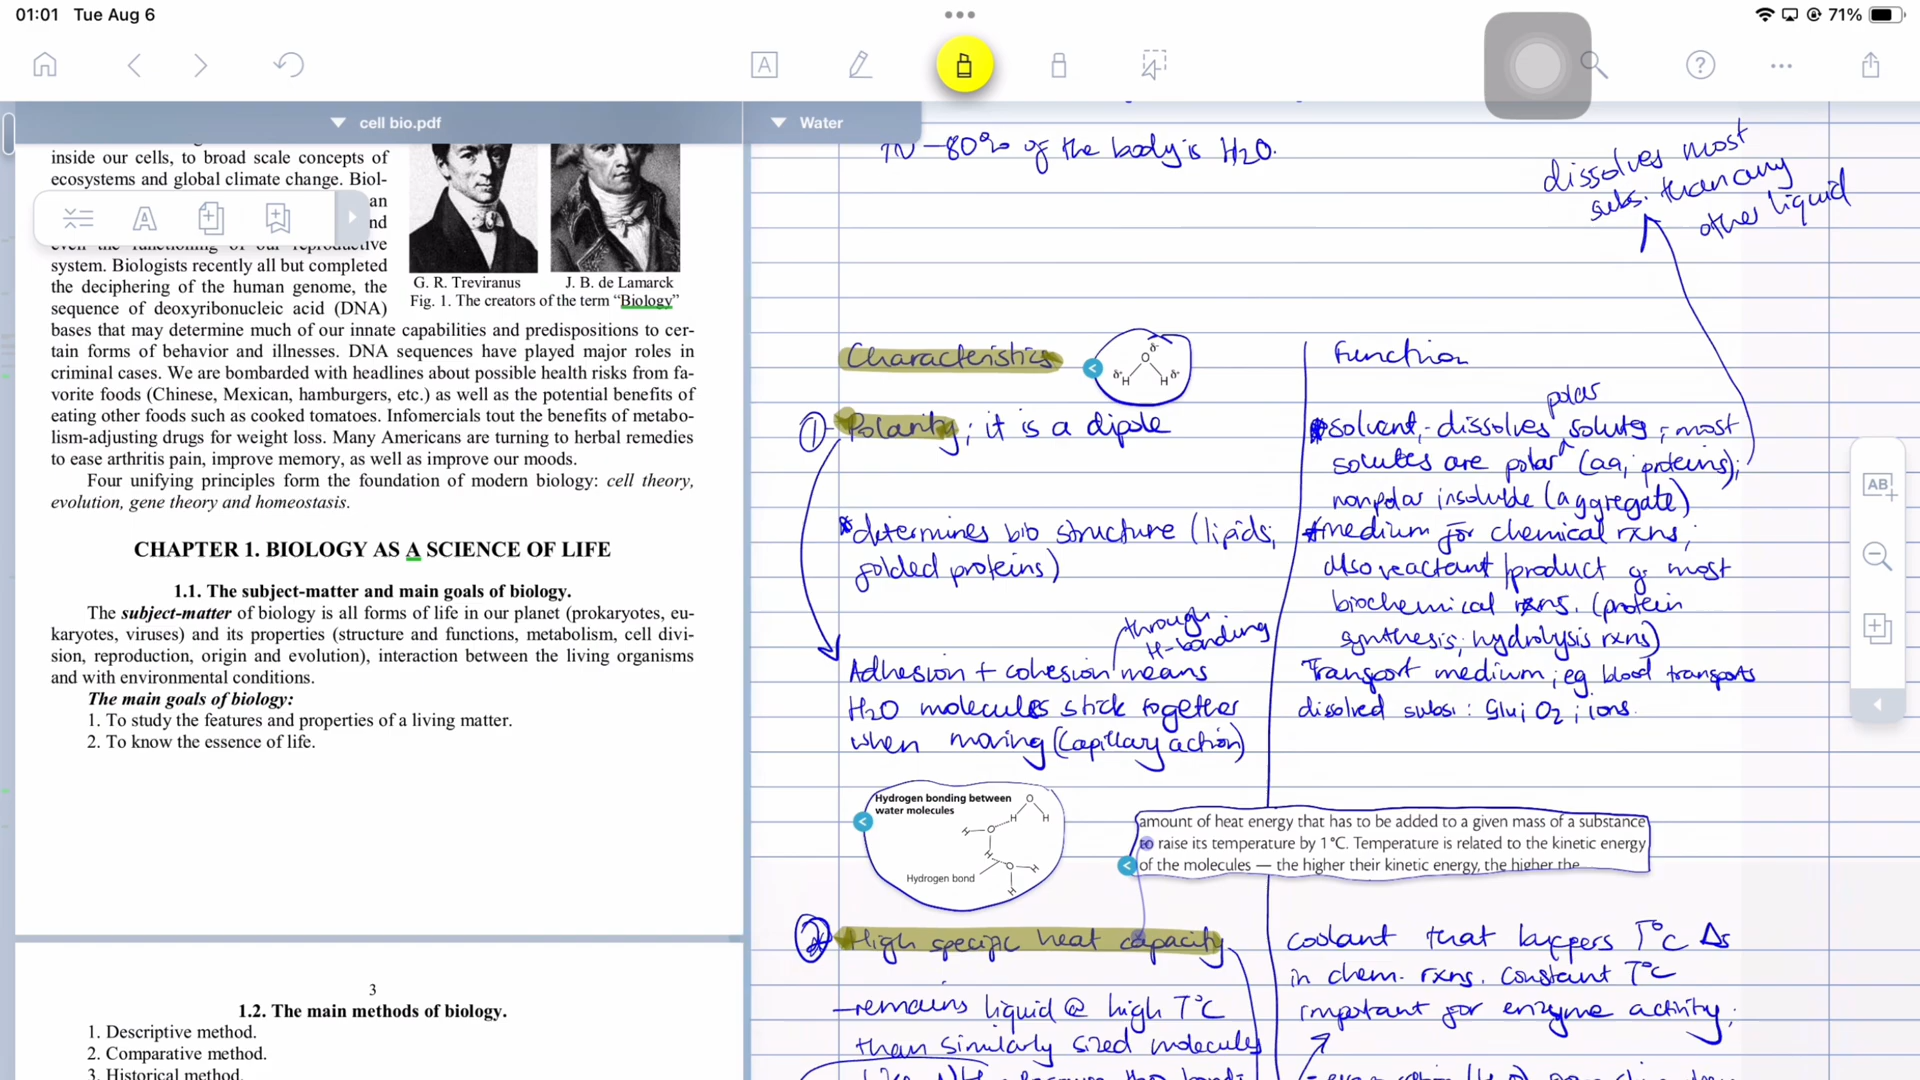 01:01 Tue Aug 6
71%
cell bio.pdf
Water
inside our cells, to broad scale concepts of
ecosystems and global climate change. Biol-
an
nd
even the functioning of our reproductive
system. Biologists recently all but completed
the deciphering of the human genome, the
sequence of deoxyribonucleic acid (DNA)
G. R. Treviranus J. B. de Lamarck
Fig. 1. The creators of the term “Biology”
bases that may determine much of our innate capabilities and predispositions to cer-
tain forms of behavior and illnesses. DNA sequences have played major roles in
criminal cases. We are bombarded with headlines about possible health risks from fa-
vorite foods (Chinese, Mexican, hamburgers, etc.) as well as the potential benefits of
eating other foods such as cooked tomatoes. Infomercials tout the benefits of metabo-
lism-adjusting drugs for weight loss. Many Americans are turning to herbal remedies
to ease arthritis pain, improve memory, as well as improve our moods.
Four unifying principles form the foundation of modern biology: cell theory,
evolution, gene theory and homeostasis.
CHAPTER 1. BIOLOGY AS A SCIENCE OF LIFE
1.1. The subject-matter and main goals of biology.
The subject-matter of biology is all forms of life in our planet (prokaryotes, eu-
karyotes, viruses) and its properties (structure and functions, metabolism, cell divi-
sion, reproduction, origin and evolution), interaction between the living organisms
and with environmental conditions.
The main goals of biology:
1. To study the features and properties of a living matter.
2. To know the essence of life.
3
1.2. The main methods of biology.
1. Descriptive method.
2. Comparative method.
3. Historical method.
–80% of the body is H2O.
dissolves most
subs. than any
other liquid
Characteristics
δ-
O
δ+ H H δ+
① Polarity; it is a dipole
*determines bio structure (lipids;
folded proteins)
through
H-bonding
Adhesion + cohesion means
H2O molecules stick together
when moving (capillary action)
Function
polar
*solvent;- dissolves solutes; most
solutes are polar (aa; proteins);
nonpolar insoluble (aggregate)
*medium for chemical rxns;
also reactant/product of most
biochemical rxns. (protein
synthesis; hydrolysis rxns)
Transport medium; eg. blood transports
dissolved subs: Glu; O2; ions.
Hydrogen bonding between
water molecules
Hydrogen bond
amount of heat energy that has to be added to a given mass of a substance
to raise its temperature by 1 °C. Temperature is related to the kinetic energy
of the molecules — the higher their kinetic energy, the higher the
② High specific heat capacity
–remains liquid @ high T°C
than similarly sized molecules
coolant that buffers T°C Δs
in chem. rxns. constant T°C
important for enzyme activity;
AB